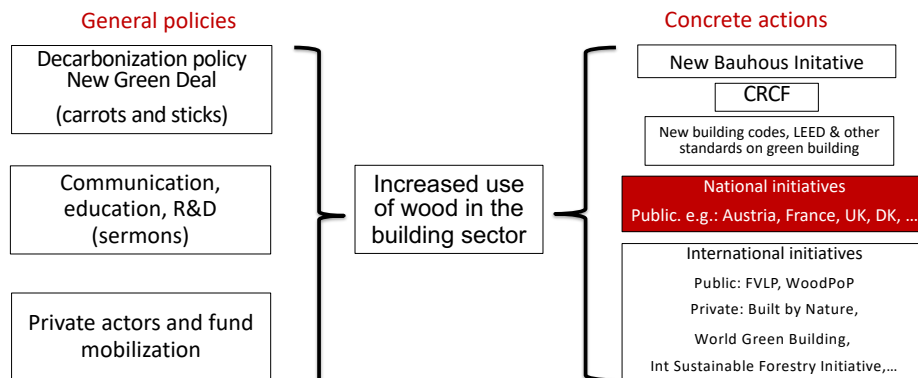 General policies
Decarbonization policy
New Green Deal
(carrots and sticks)
Communication,
education, R&D
(sermons)
Private actors and fund
mobilization
Increased use
of wood in the
building sector
Concrete actions
New Bauhous Initative
CRCF
New building codes, LEED & other
standards on green building
National initiatives
Public. e.g.: Austria, France, UK, DK, ...
International initiatives
Public: FVLP, WoodPoP
Private: Built by Nature,
World Green Building,
Int Sustainable Forestry Initiative,...